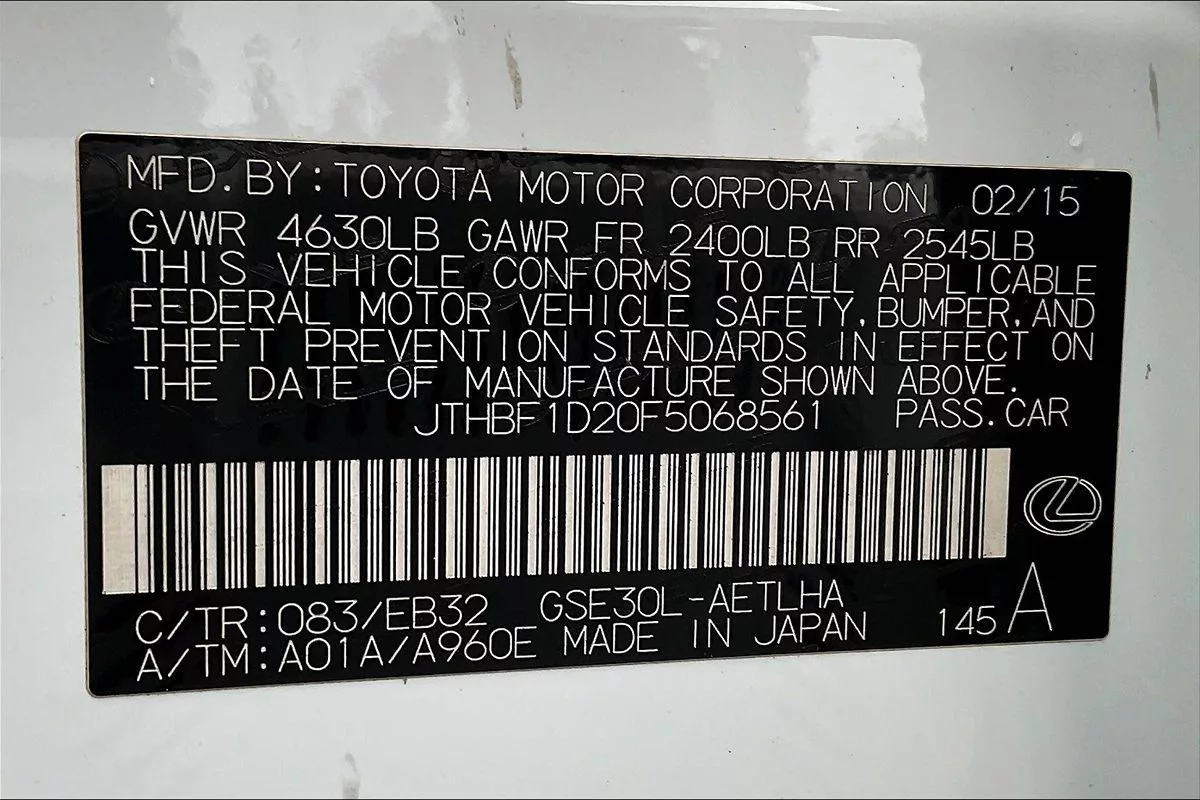 MFD. BY: TOYOTA MOTOR CORPORATION 02/15
GVWR 4630LB GAWR FR 2400LB RR 2545LB
THIS VEHICLE CONFORMS TO ALL APPLICABLE
FEDERAL MOTOR VEHICLE SAFETY, BUMPER, AND
THEFT PREVENTION STANDARDS IN EFFECT ON
THE DATE OF MANUFACTURE SHOWN ABOVE.
JTHBF1D20F5068561 PASS. CAR
C/TR: 083/EB32 GSE30L-AETLHA
A/TM: A01A/A960E MADE IN JAPAN 145 A